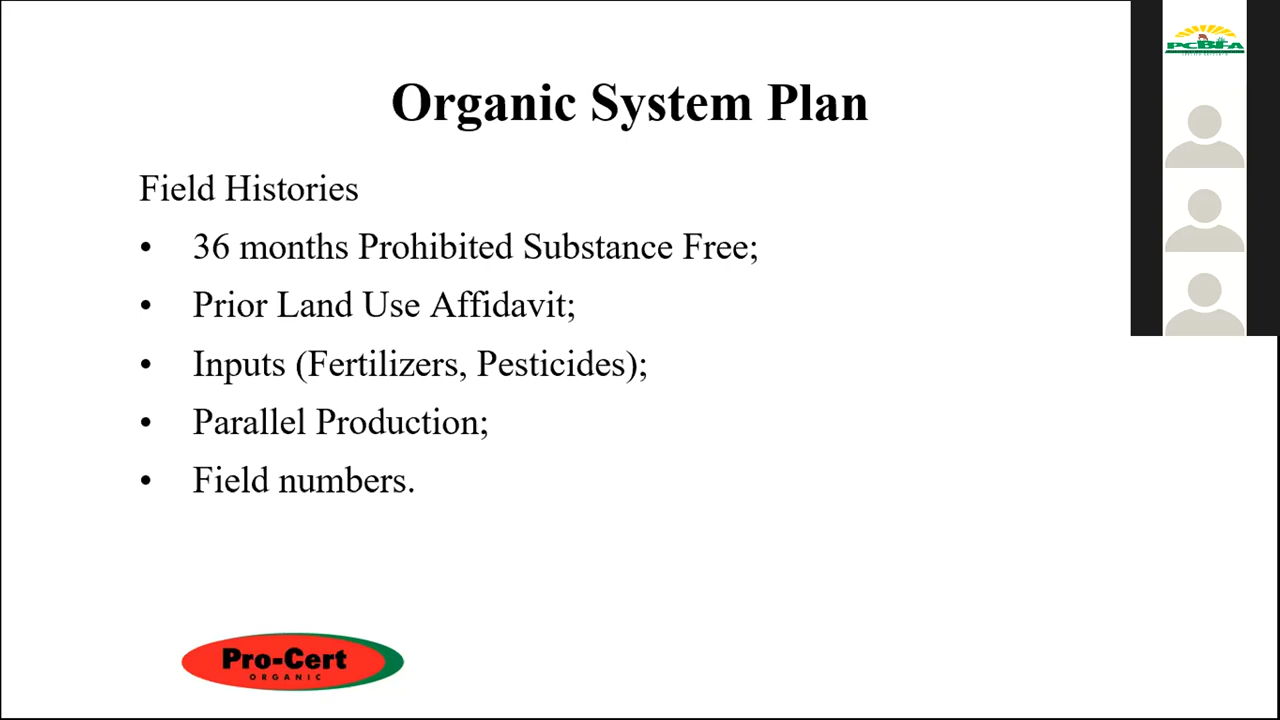 Organic System Plan
Field Histories
• 36 months Prohibited Substance Free;
• Prior Land Use Affidavit;
• Inputs (Fertilizers, Pesticides);
• Parallel Production;
• Field numbers.
Pro-Cert
ORGANIC
PCBFA